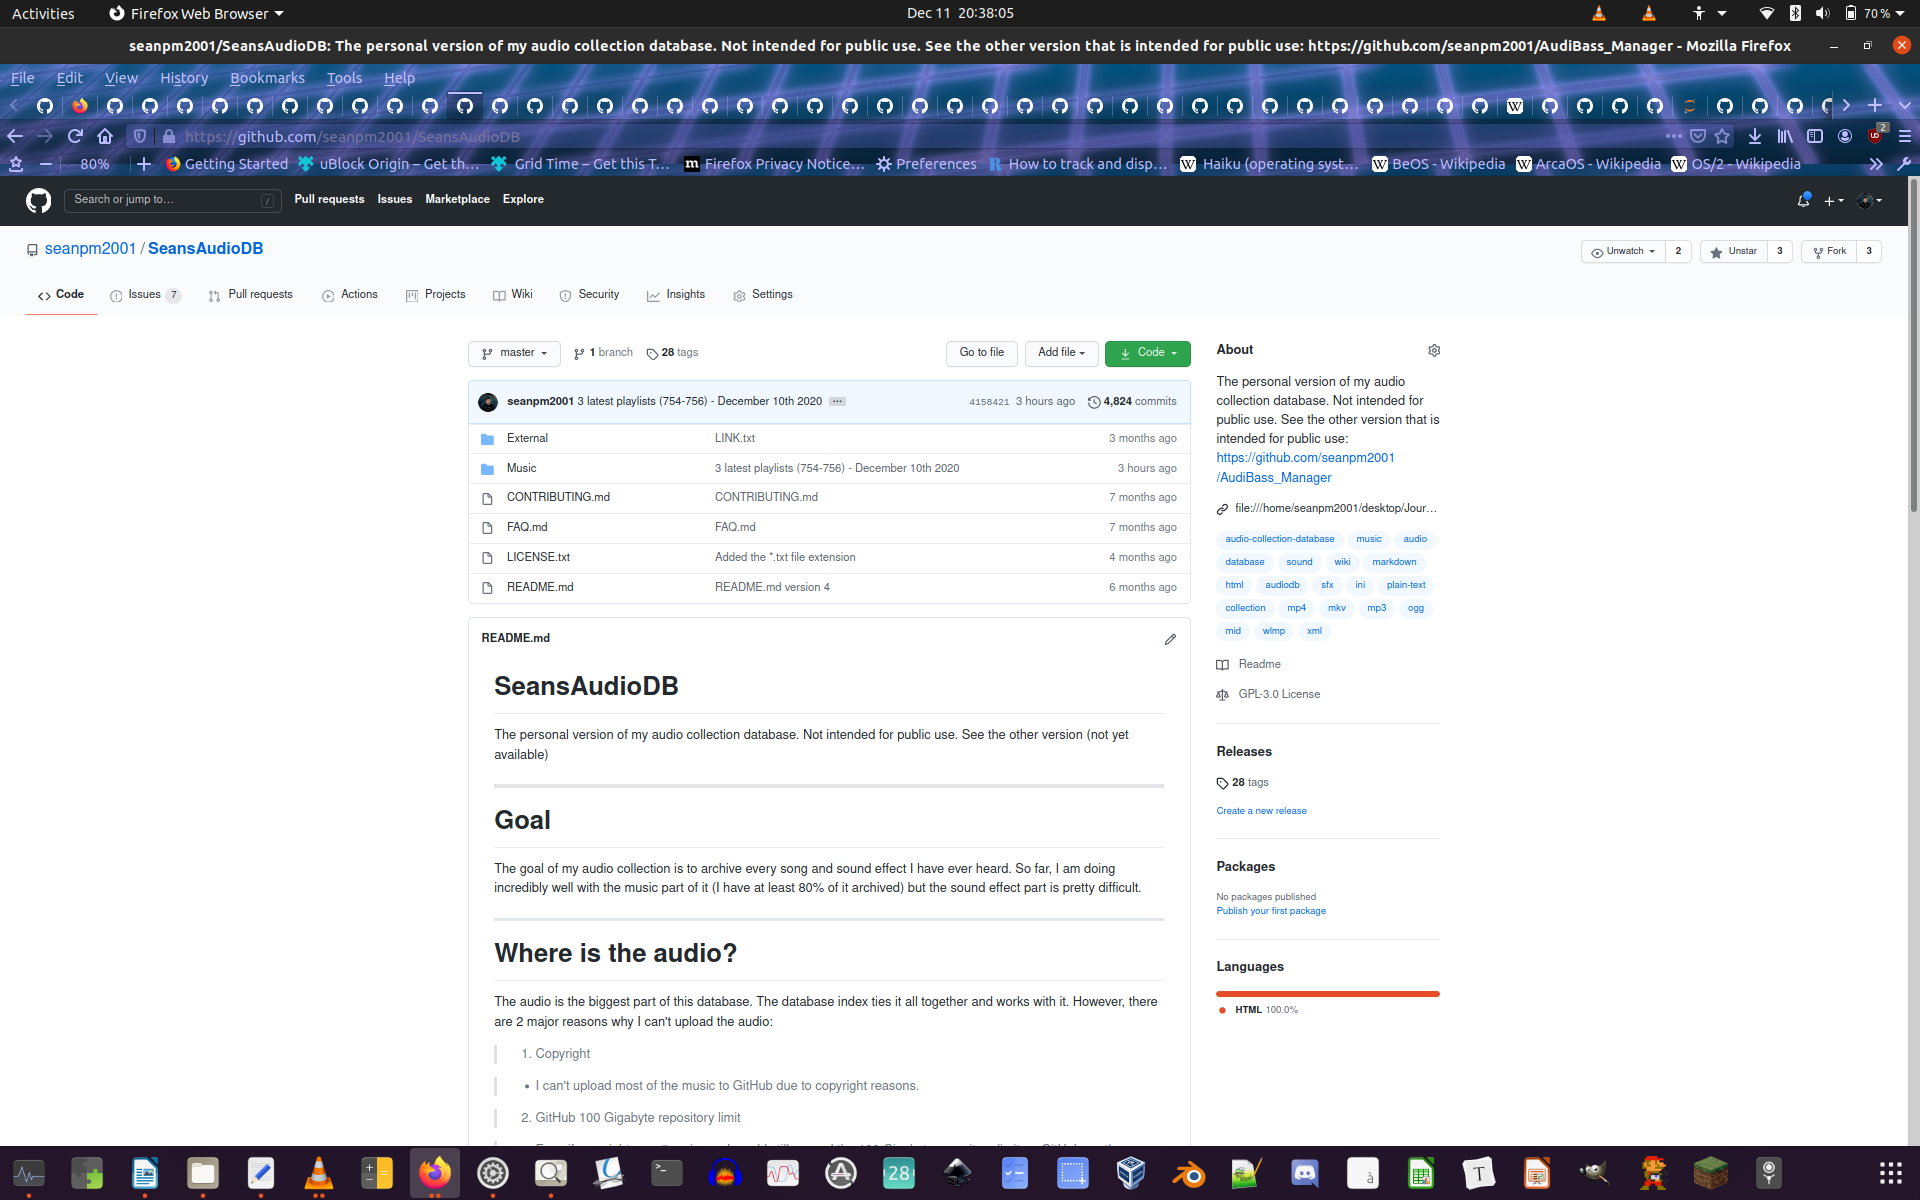 Activities
Firefox Web Browser
Dec 11  20:38:05
70 %
seanpm2001/SeansAudioDB: The personal version of my audio collection database. Not intended for public use. See the other version that is intended for public use: https://github.com/seanpm2001/AudiBass_Manager - Mozilla Firefox
File Edit View History Bookmarks Tools Help
https://github.com/seanpm2001/SeansAudioDB
2
80%
Getting Started
uBlock Origin – Get th…
Grid Time – Get this T…
Firefox Privacy Notice…
Preferences
How to track and disp…
Haiku (operating syst…
BeOS - Wikipedia
ArcaOS - Wikipedia
OS/2 - Wikipedia
Search or jump to…
/
Pull requests Issues Marketplace Explore
seanpm2001 / SeansAudioDB
Unwatch 2
Unstar 3
Fork 3
Code
Issues 7
Pull requests
Actions
Projects
Wiki
Security
Insights
Settings
master
1 branch
28 tags
Go to file
Add file
Code
seanpm2001 3 latest playlists (754-756) - December 10th 2020 ...
4158421 3 hours ago
4,824 commits
External LINK.txt 3 months ago
Music 3 latest playlists (754-756) - December 10th 2020 3 hours ago
CONTRIBUTING.md CONTRIBUTING.md 7 months ago
FAQ.md FAQ.md 7 months ago
LICENSE.txt Added the *.txt file extension 4 months ago
README.md README.md version 4 6 months ago
README.md
SeansAudioDB
The personal version of my audio collection database. Not intended for public use. See the other version (not yet
available)
Goal
The goal of my audio collection is to archive every song and sound effect I have ever heard. So far, I am doing
incredibly well with the music part of it (I have at least 80% of it archived) but the sound effect part is pretty difficult.
Where is the audio?
The audio is the biggest part of this database. The database index ties it all together and works with it. However, there
are 2 major reasons why I can't upload the audio:
1. Copyright
• I can't upload most of the music to GitHub due to copyright reasons.
2. GitHub 100 Gigabyte repository limit
About
The personal version of my audio
collection database. Not intended for
public use. See the other version that is
intended for public use:
https://github.com/seanpm2001
/AudiBass_Manager
file:///home/seanpm2001/desktop/Jour…
audio-collection-database music audio
database sound wiki markdown
html audiodb sfx ini plain-text
collection mp4 mkv mp3 ogg
mid wlmp xml
Readme
GPL-3.0 License
Releases
28 tags
Create a new release
Packages
No packages published
Publish your first package
Languages
HTML 100.0%
28